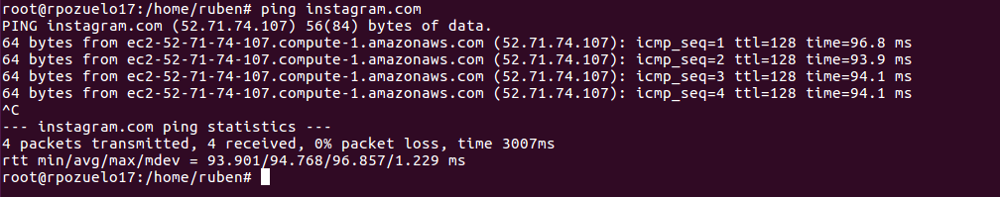 root@rpozuelo17:/home/ruben# ping instagram.com
PING instagram.com (52.71.74.107) 56(84) bytes of data.
64 bytes from ec2-52-71-74-107.compute-1.amazonaws.com (52.71.74.107): icmp_seq=1 ttl=128 time=96.8 ms
64 bytes from ec2-52-71-74-107.compute-1.amazonaws.com (52.71.74.107): icmp_seq=2 ttl=128 time=93.9 ms
64 bytes from ec2-52-71-74-107.compute-1.amazonaws.com (52.71.74.107): icmp_seq=3 ttl=128 time=94.1 ms
64 bytes from ec2-52-71-74-107.compute-1.amazonaws.com (52.71.74.107): icmp_seq=4 ttl=128 time=94.1 ms
^C
--- instagram.com ping statistics ---
4 packets transmitted, 4 received, 0% packet loss, time 3007ms
rtt min/avg/max/mdev = 93.901/94.768/96.857/1.229 ms
root@rpozuelo17:/home/ruben#